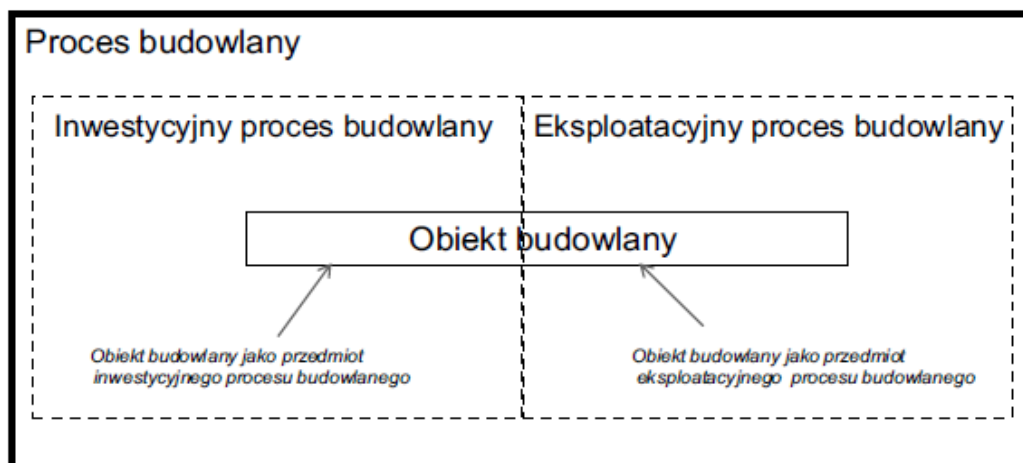 Proces budowlany
Inwestycyjny proces budowlany
Eksploatacyjny proces budowlany
Obiekt budowlany
Obiekt budowlany jako przedmiot
inwestycyjnego procesu budowlanego
Obiekt budowlany jako przedmiot
eksploatacyjnego procesu budowlanego